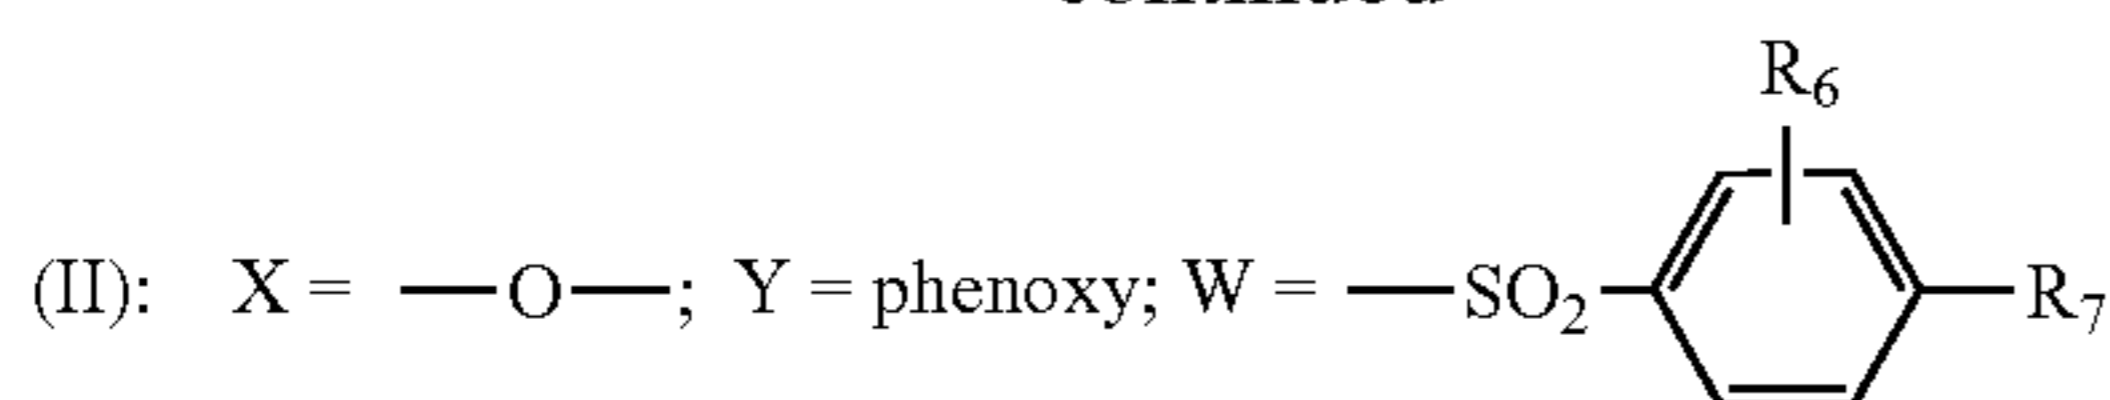 R6
(II): X = —O—; Y = phenoxy; W = —SO2 R7